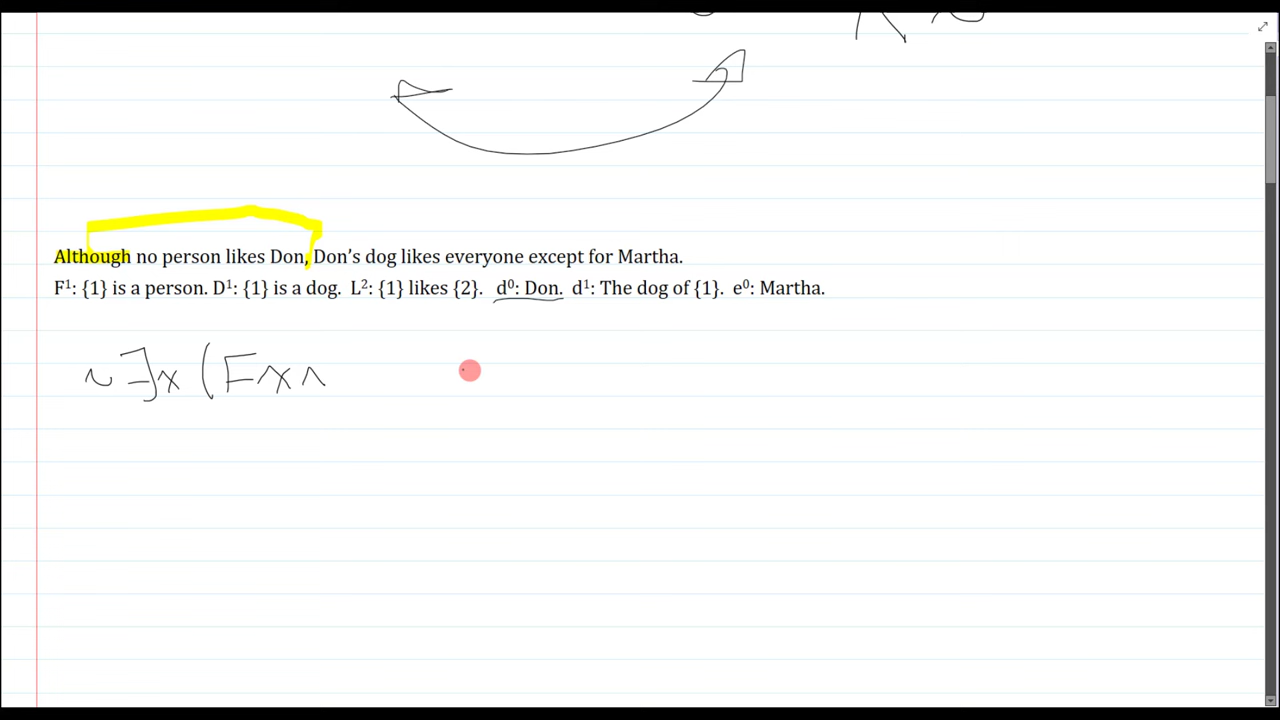 Although no person likes Don, Don’s dog likes everyone except for Martha.
F¹: {1} is a person. D¹: {1} is a dog. L²: {1} likes {2}. d⁰: Don. d¹: The dog of {1}. e⁰: Martha.
~∃x (Fx ∧